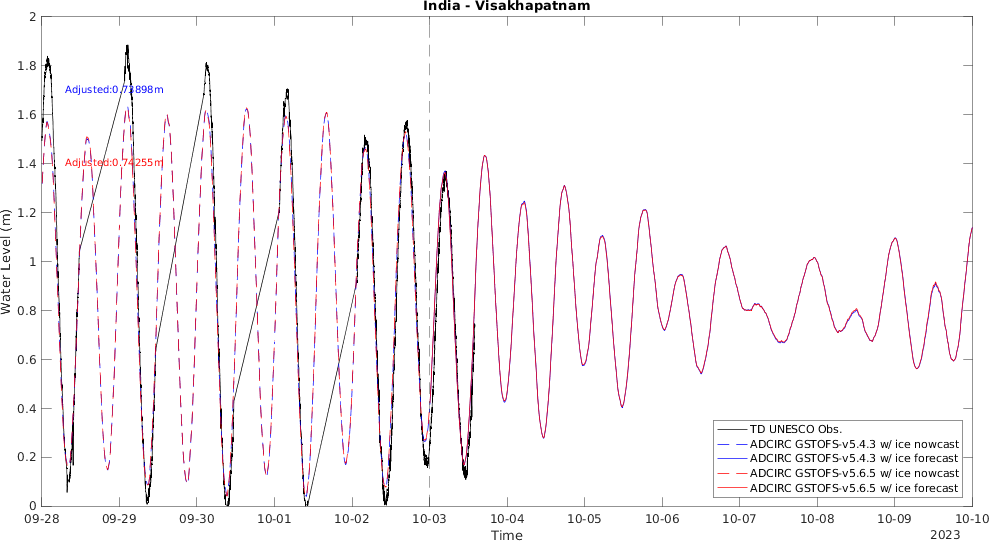 India - Visakhapatnam
2
1.8
1.6
1.4
1.2
1
0.8
0.6
0.4
0.2
0
Water Level (m)
Adjusted:0.73898m
Adjusted:0.74255m
TD UNESCO Obs.
ADCIRC GSTOFS-v5.4.3 w/ ice nowcast
ADCIRC GSTOFS-v5.4.3 w/ ice forecast
ADCIRC GSTOFS-v5.6.5 w/ ice nowcast
ADCIRC GSTOFS-v5.6.5 w/ ice forecast
09-28 09-29 09-30 10-01 10-02 10-03 10-04 10-05 10-06 10-07 10-08 10-09 10-10
Time
2023